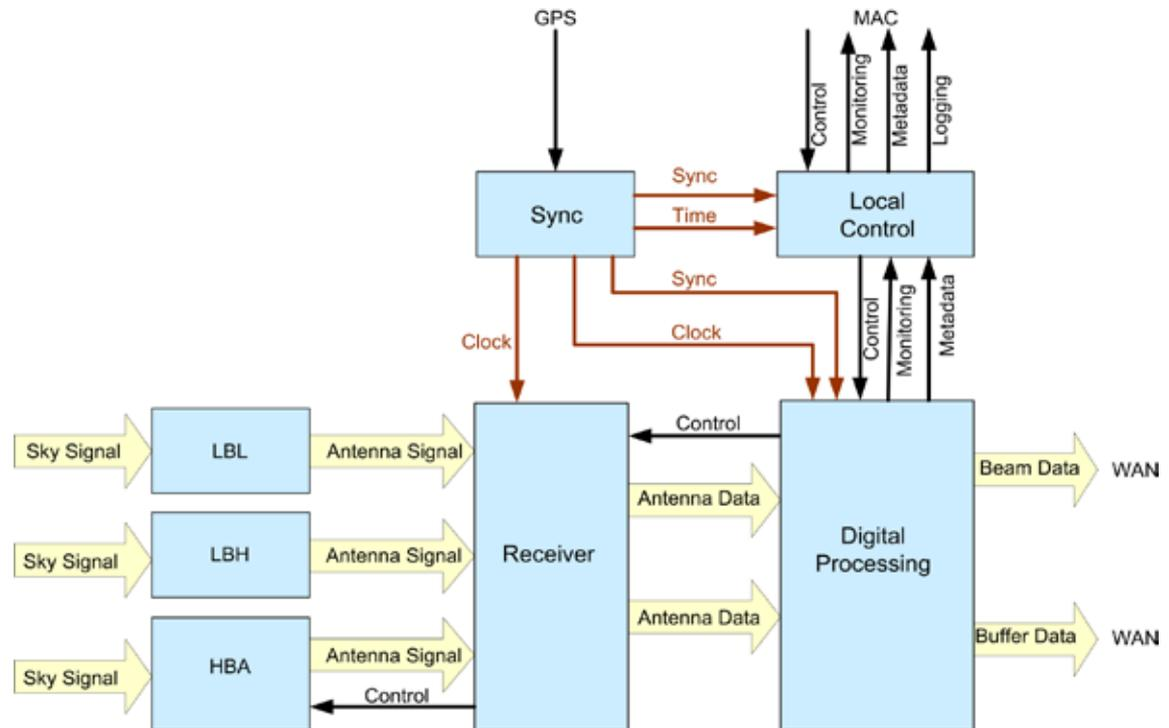 GPS
MAC
Control
Monitoring
Metadata
Logging
Sync
Sync
Time
Local
Control
Sync
Clock
Clock
Control
Monitoring
Metadata
Sky Signal
LBL
Antenna Signal
Control
Antenna Data
Beam Data
WAN
Sky Signal
LBH
Antenna Signal
Receiver
Digital
Processing
Antenna Data
Sky Signal
HBA
Antenna Signal
Control
Buffer Data
WAN